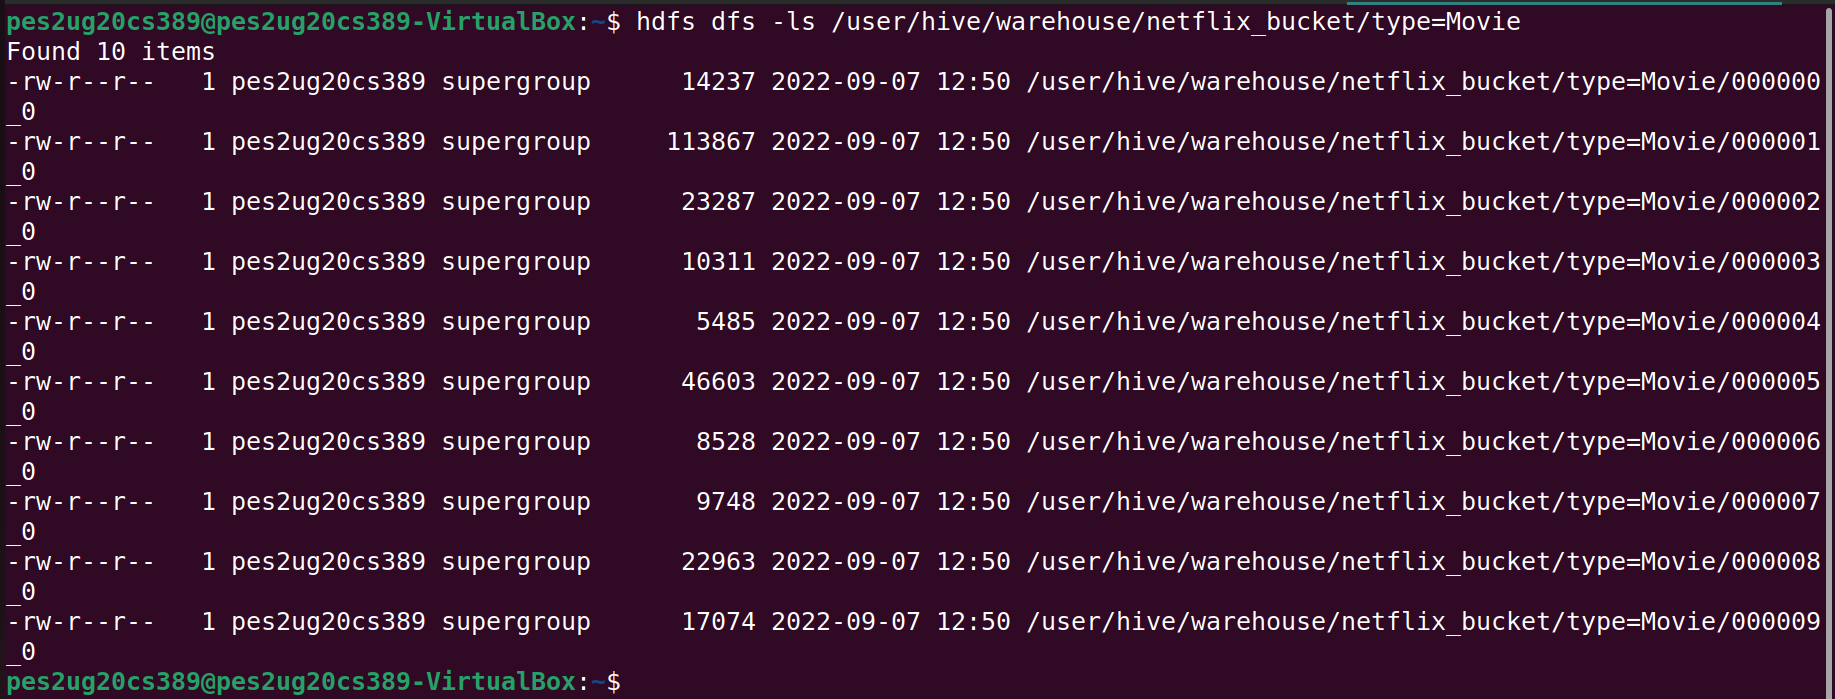 pes2ug20cs389@pes2ug20cs389-VirtualBox:~$ hdfs dfs -ls /user/hive/warehouse/netflix_bucket/type=Movie
Found 10 items
-rw-r--r--   1 pes2ug20cs389 supergroup      14237 2022-09-07 12:50 /user/hive/warehouse/netflix_bucket/type=Movie/000000
_0
-rw-r--r--   1 pes2ug20cs389 supergroup     113867 2022-09-07 12:50 /user/hive/warehouse/netflix_bucket/type=Movie/000001
_0
-rw-r--r--   1 pes2ug20cs389 supergroup      23287 2022-09-07 12:50 /user/hive/warehouse/netflix_bucket/type=Movie/000002
_0
-rw-r--r--   1 pes2ug20cs389 supergroup      10311 2022-09-07 12:50 /user/hive/warehouse/netflix_bucket/type=Movie/000003
_0
-rw-r--r--   1 pes2ug20cs389 supergroup       5485 2022-09-07 12:50 /user/hive/warehouse/netflix_bucket/type=Movie/000004
_0
-rw-r--r--   1 pes2ug20cs389 supergroup      46603 2022-09-07 12:50 /user/hive/warehouse/netflix_bucket/type=Movie/000005
_0
-rw-r--r--   1 pes2ug20cs389 supergroup       8528 2022-09-07 12:50 /user/hive/warehouse/netflix_bucket/type=Movie/000006
_0
-rw-r--r--   1 pes2ug20cs389 supergroup       9748 2022-09-07 12:50 /user/hive/warehouse/netflix_bucket/type=Movie/000007
_0
-rw-r--r--   1 pes2ug20cs389 supergroup      22963 2022-09-07 12:50 /user/hive/warehouse/netflix_bucket/type=Movie/000008
_0
-rw-r--r--   1 pes2ug20cs389 supergroup      17074 2022-09-07 12:50 /user/hive/warehouse/netflix_bucket/type=Movie/000009
_0
pes2ug20cs389@pes2ug20cs389-VirtualBox:~$